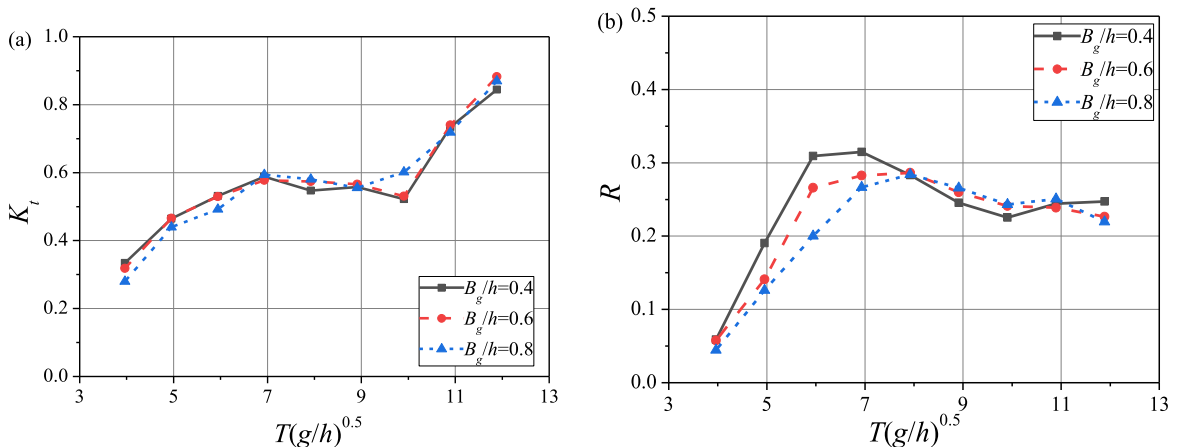 (a)
1.0
0.8
0.6
0.4
0.2
0.0
K_t
3 5 7 9 11 13
T(g/h)^0.5
B_g/h=0.4
B_g/h=0.6
B_g/h=0.8
(b)
0.5
0.4
0.3
0.2
0.1
0.0
R
3 5 7 9 11 13
T(g/h)^0.5
B_g/h=0.4
B_g/h=0.6
B_g/h=0.8